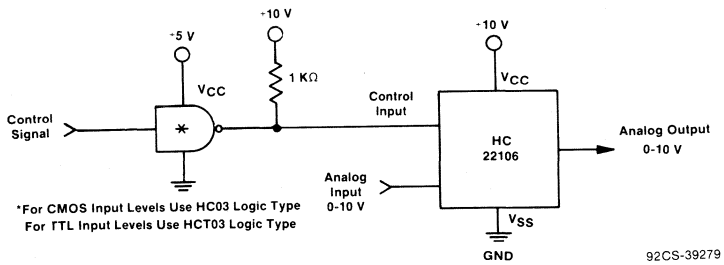 +5 V
VCC
Control
Signal
*
+10 V
1 KΩ
Control
Input
+10 V
VCC
HC
22106
Analog Output
0-10 V
Analog
Input
0-10 V
VSS
GND
*For CMOS Input Levels Use HC03 Logic Type
For TTL Input Levels Use HCT03 Logic Type
92CS-39279